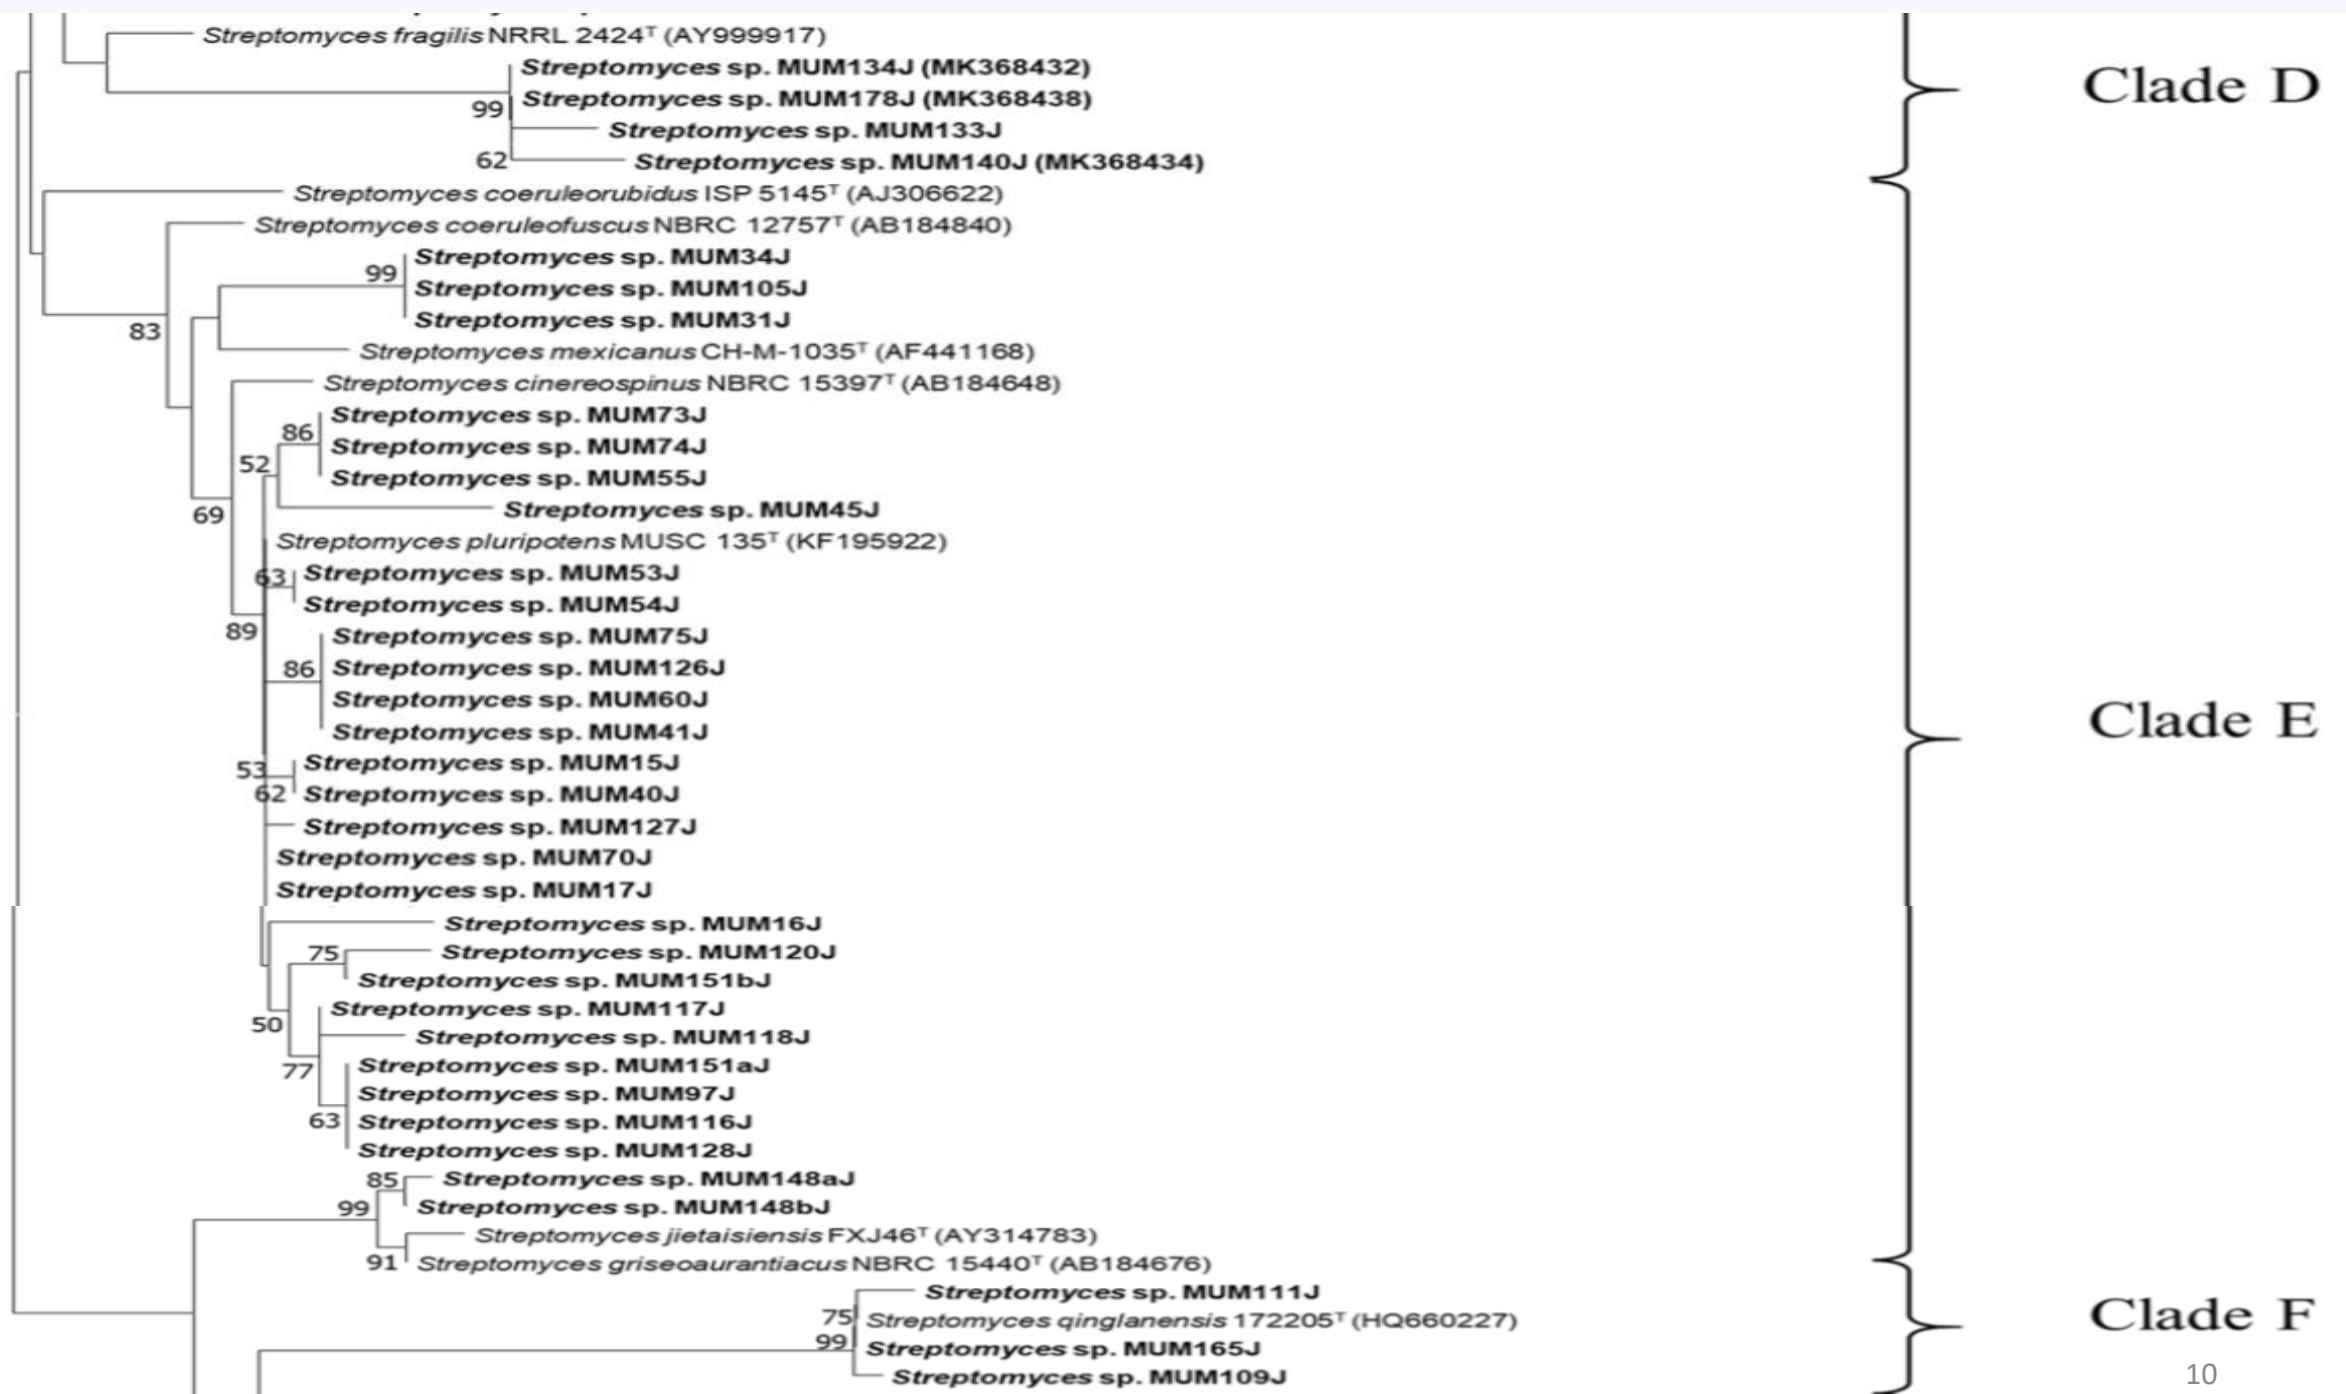 Streptomyces fragilis NRRL 2424ᵀ (AY999917)
Streptomyces sp. MUM134J (MK368432)
Clade D
Streptomyces sp. MUM178J (MK368438)
99
Streptomyces sp. MUM133J
62
Streptomyces sp. MUM140J (MK368434)
Streptomyces coeruleorubidus ISP 5145ᵀ (AJ306622)
Streptomyces coeruleofuscus NBRC 12757ᵀ (AB184840)
Streptomyces sp. MUM34J
99
Streptomyces sp. MUM105J
Streptomyces sp. MUM31J
83
Streptomyces mexicanus CH-M-1035ᵀ (AF441168)
Streptomyces cinereospinus NBRC 15397ᵀ (AB184648)
Streptomyces sp. MUM73J
86
Streptomyces sp. MUM74J
52
Streptomyces sp. MUM55J
Streptomyces sp. MUM45J
69
Streptomyces pluripotens MUSC 135ᵀ (KF195922)
63
Streptomyces sp. MUM53J
Streptomyces sp. MUM54J
89
Streptomyces sp. MUM75J
86
Streptomyces sp. MUM126J
Streptomyces sp. MUM60J
Clade E
Streptomyces sp. MUM41J
53
Streptomyces sp. MUM15J
62
Streptomyces sp. MUM40J
Streptomyces sp. MUM127J
Streptomyces sp. MUM70J
Streptomyces sp. MUM17J
Streptomyces sp. MUM16J
75
Streptomyces sp. MUM120J
Streptomyces sp. MUM151bJ
Streptomyces sp. MUM117J
50
Streptomyces sp. MUM118J
Streptomyces sp. MUM151aJ
77
Streptomyces sp. MUM97J
63
Streptomyces sp. MUM116J
Streptomyces sp. MUM128J
85
Streptomyces sp. MUM148aJ
99
Streptomyces sp. MUM148bJ
Streptomyces jietaisiensis FXJ46ᵀ (AY314783)
91
Streptomyces griseoaurantiacus NBRC 15440ᵀ (AB184676)
Streptomyces sp. MUM111J
75
Streptomyces qinglanensis 172205ᵀ (HQ660227)
Clade F
99
Streptomyces sp. MUM165J
Streptomyces sp. MUM109J
10